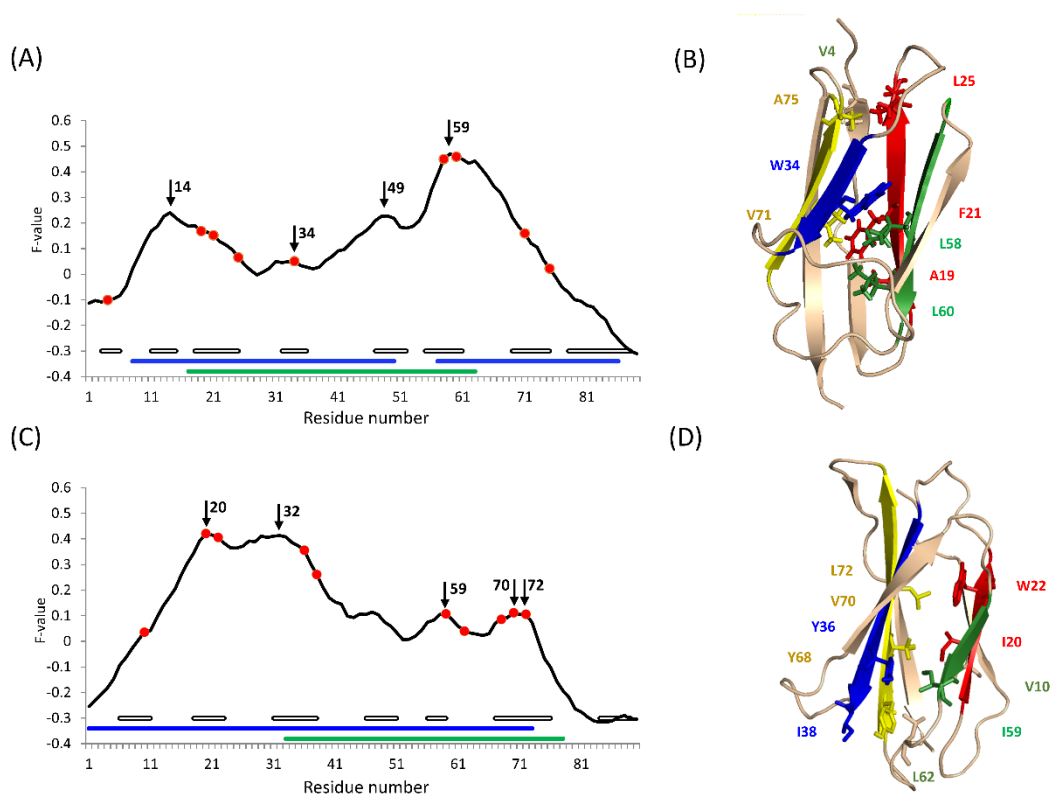 (A)
0.6
0.5
0.4
0.3
0.2
0.1
0
-0.1
-0.2
-0.3
-0.4
F-value
14
34
49
59
1 11 21 31 41 51 61 71 81
Residue number
(B)
V4
A75
L25
W34
V71
F21
L58
A19
L60
(C)
0.6
0.5
0.4
0.3
0.2
0.1
0
-0.1
-0.2
-0.3
-0.4
F-value
20
32
59
70
72
1 11 21 31 41 51 61 71 81
Residue number
(D)
L72
V70
Y36
Y68
I38
W22
I20
V10
I59
L62